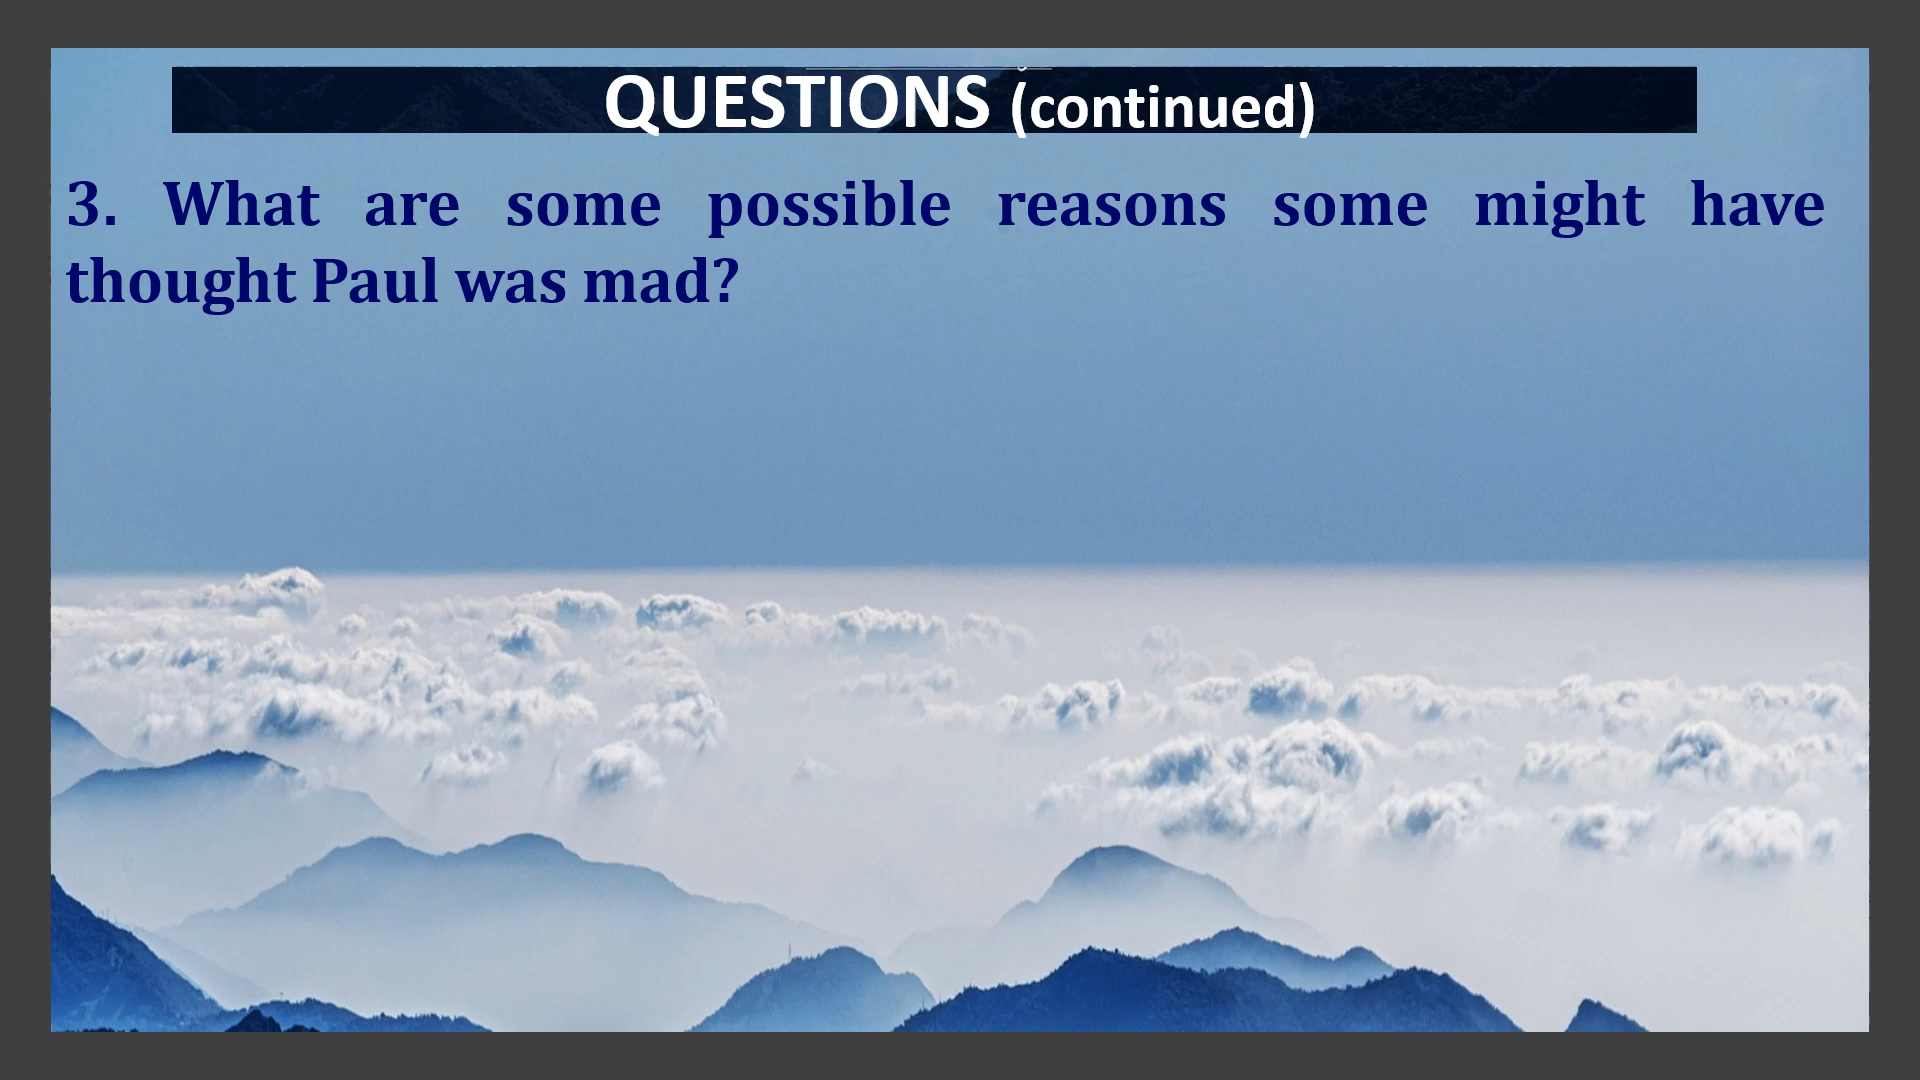 QUESTIONS (continued)
3. What are some possible reasons some might have
thought Paul was mad?